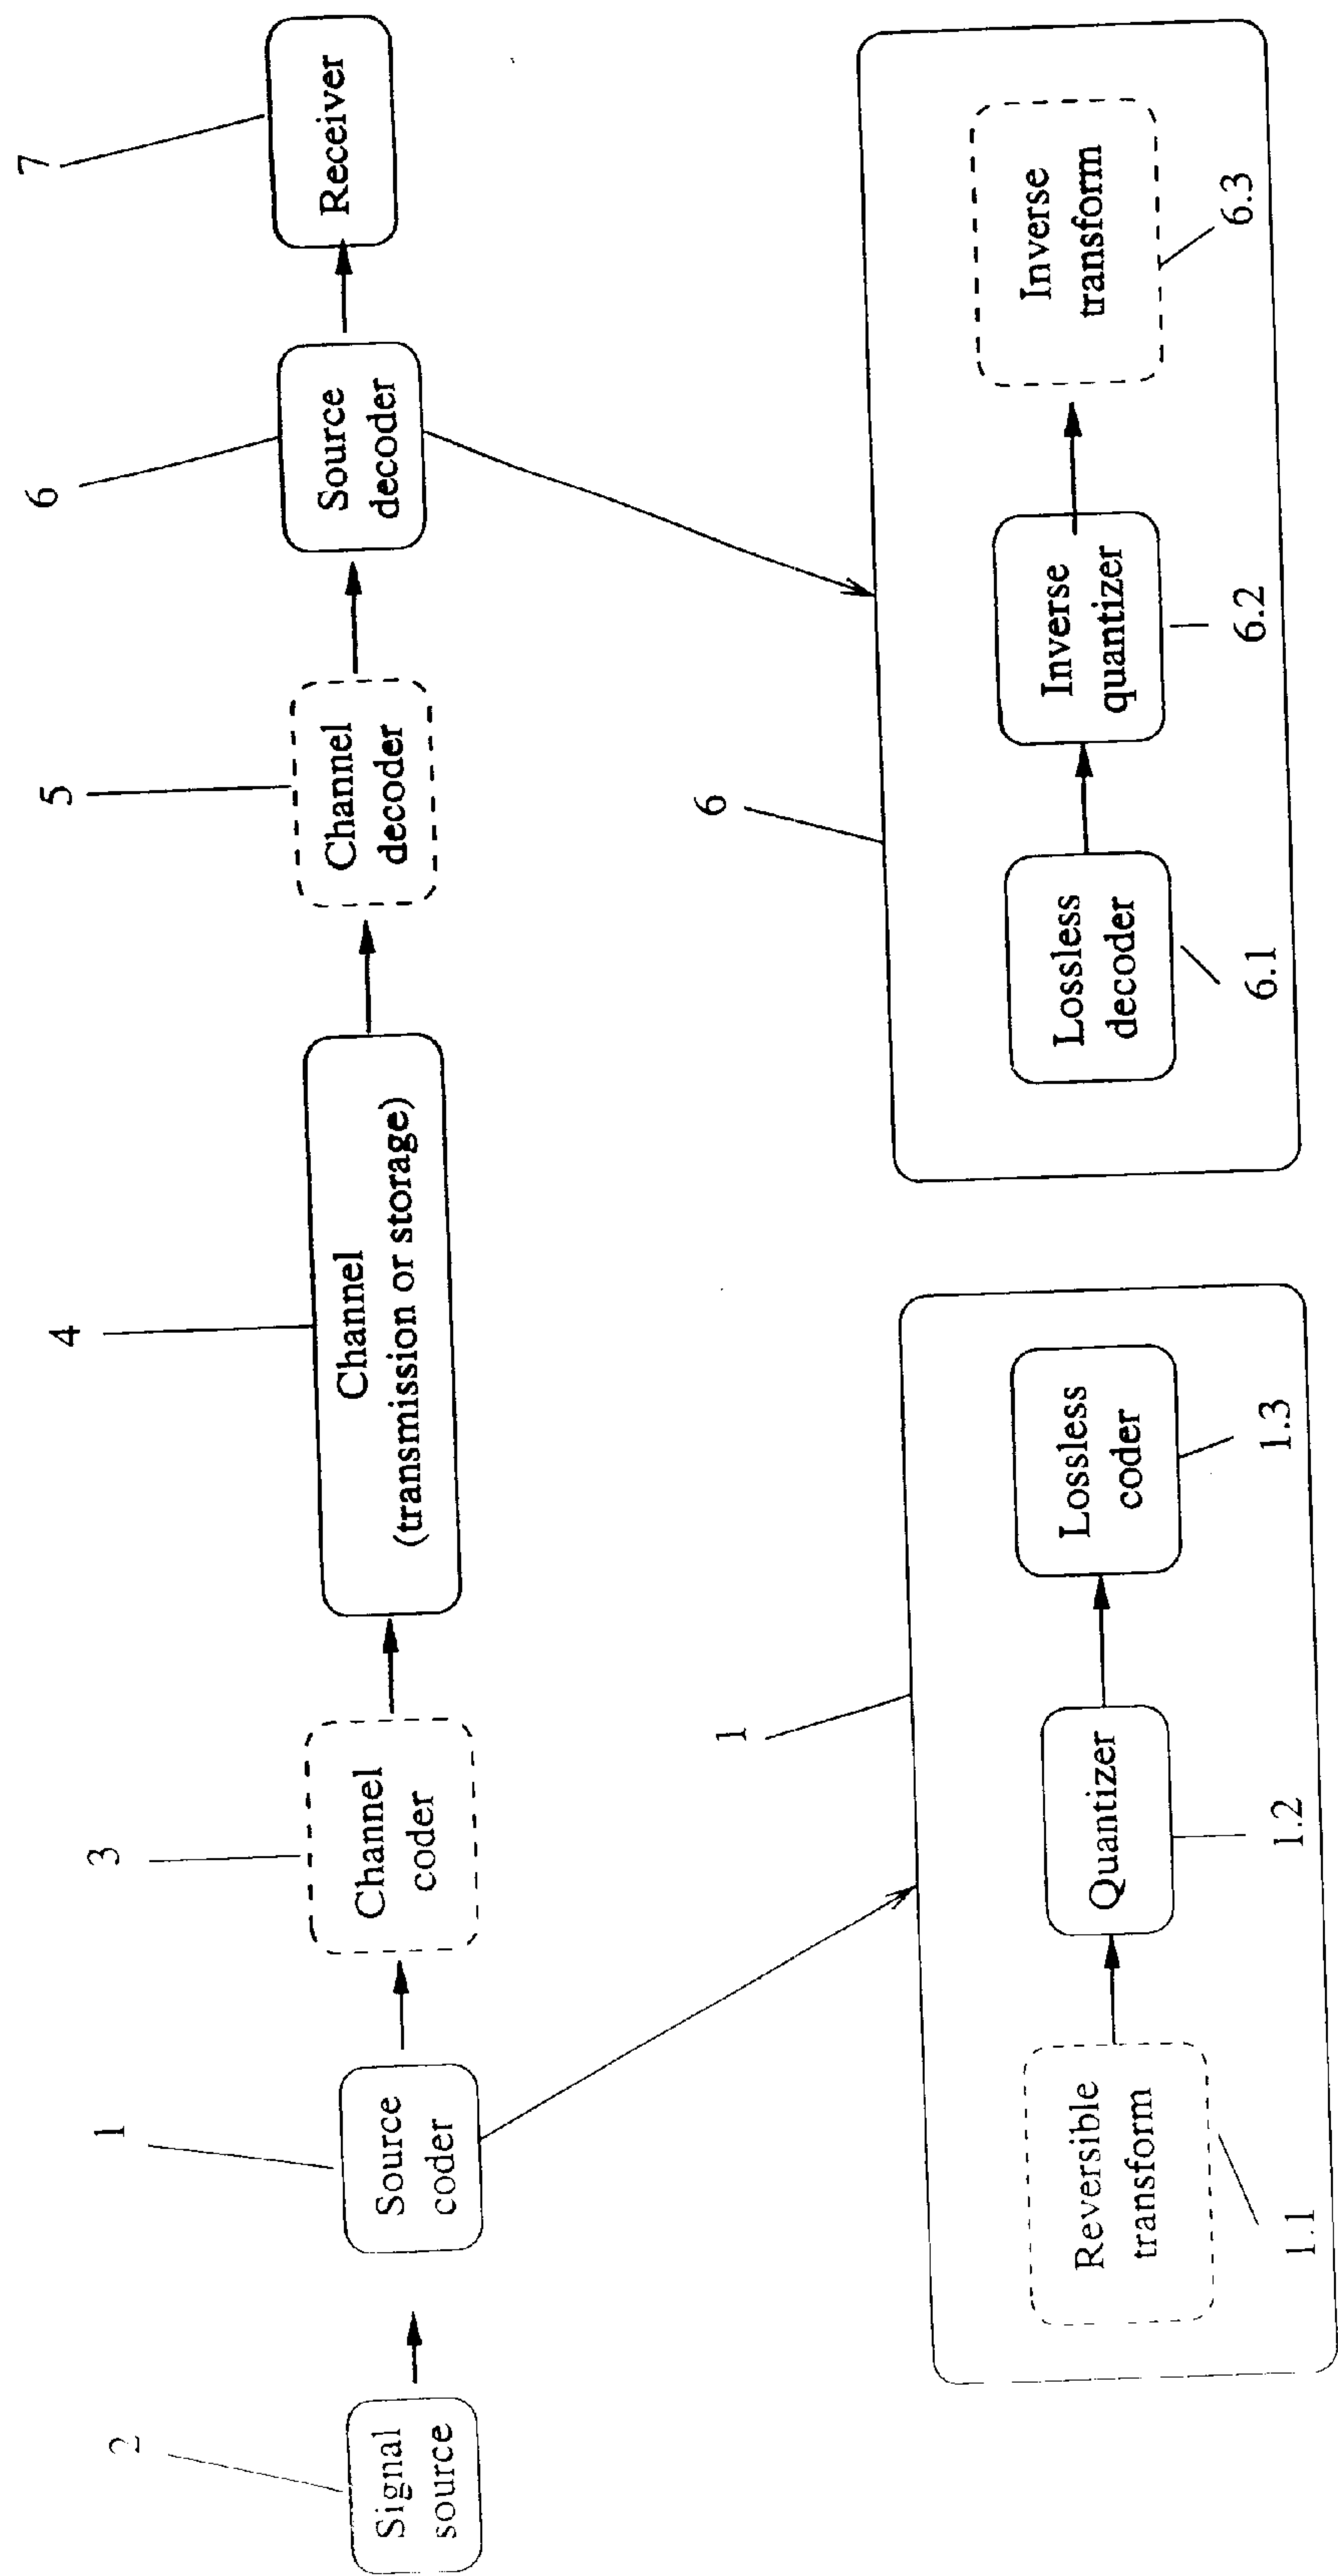 2
1
3
4
5
6
7
Signal
source
Source
coder
Channel
coder
Channel
(transmission or storage)
Channel
decoder
Source
decoder
Receiver
1
Reversible
transform
Quantizer
Lossless
coder
1.1
1.2
1.3
6
Lossless
decoder
Inverse
quantizer
Inverse
transform
6.1
6.2
6.3